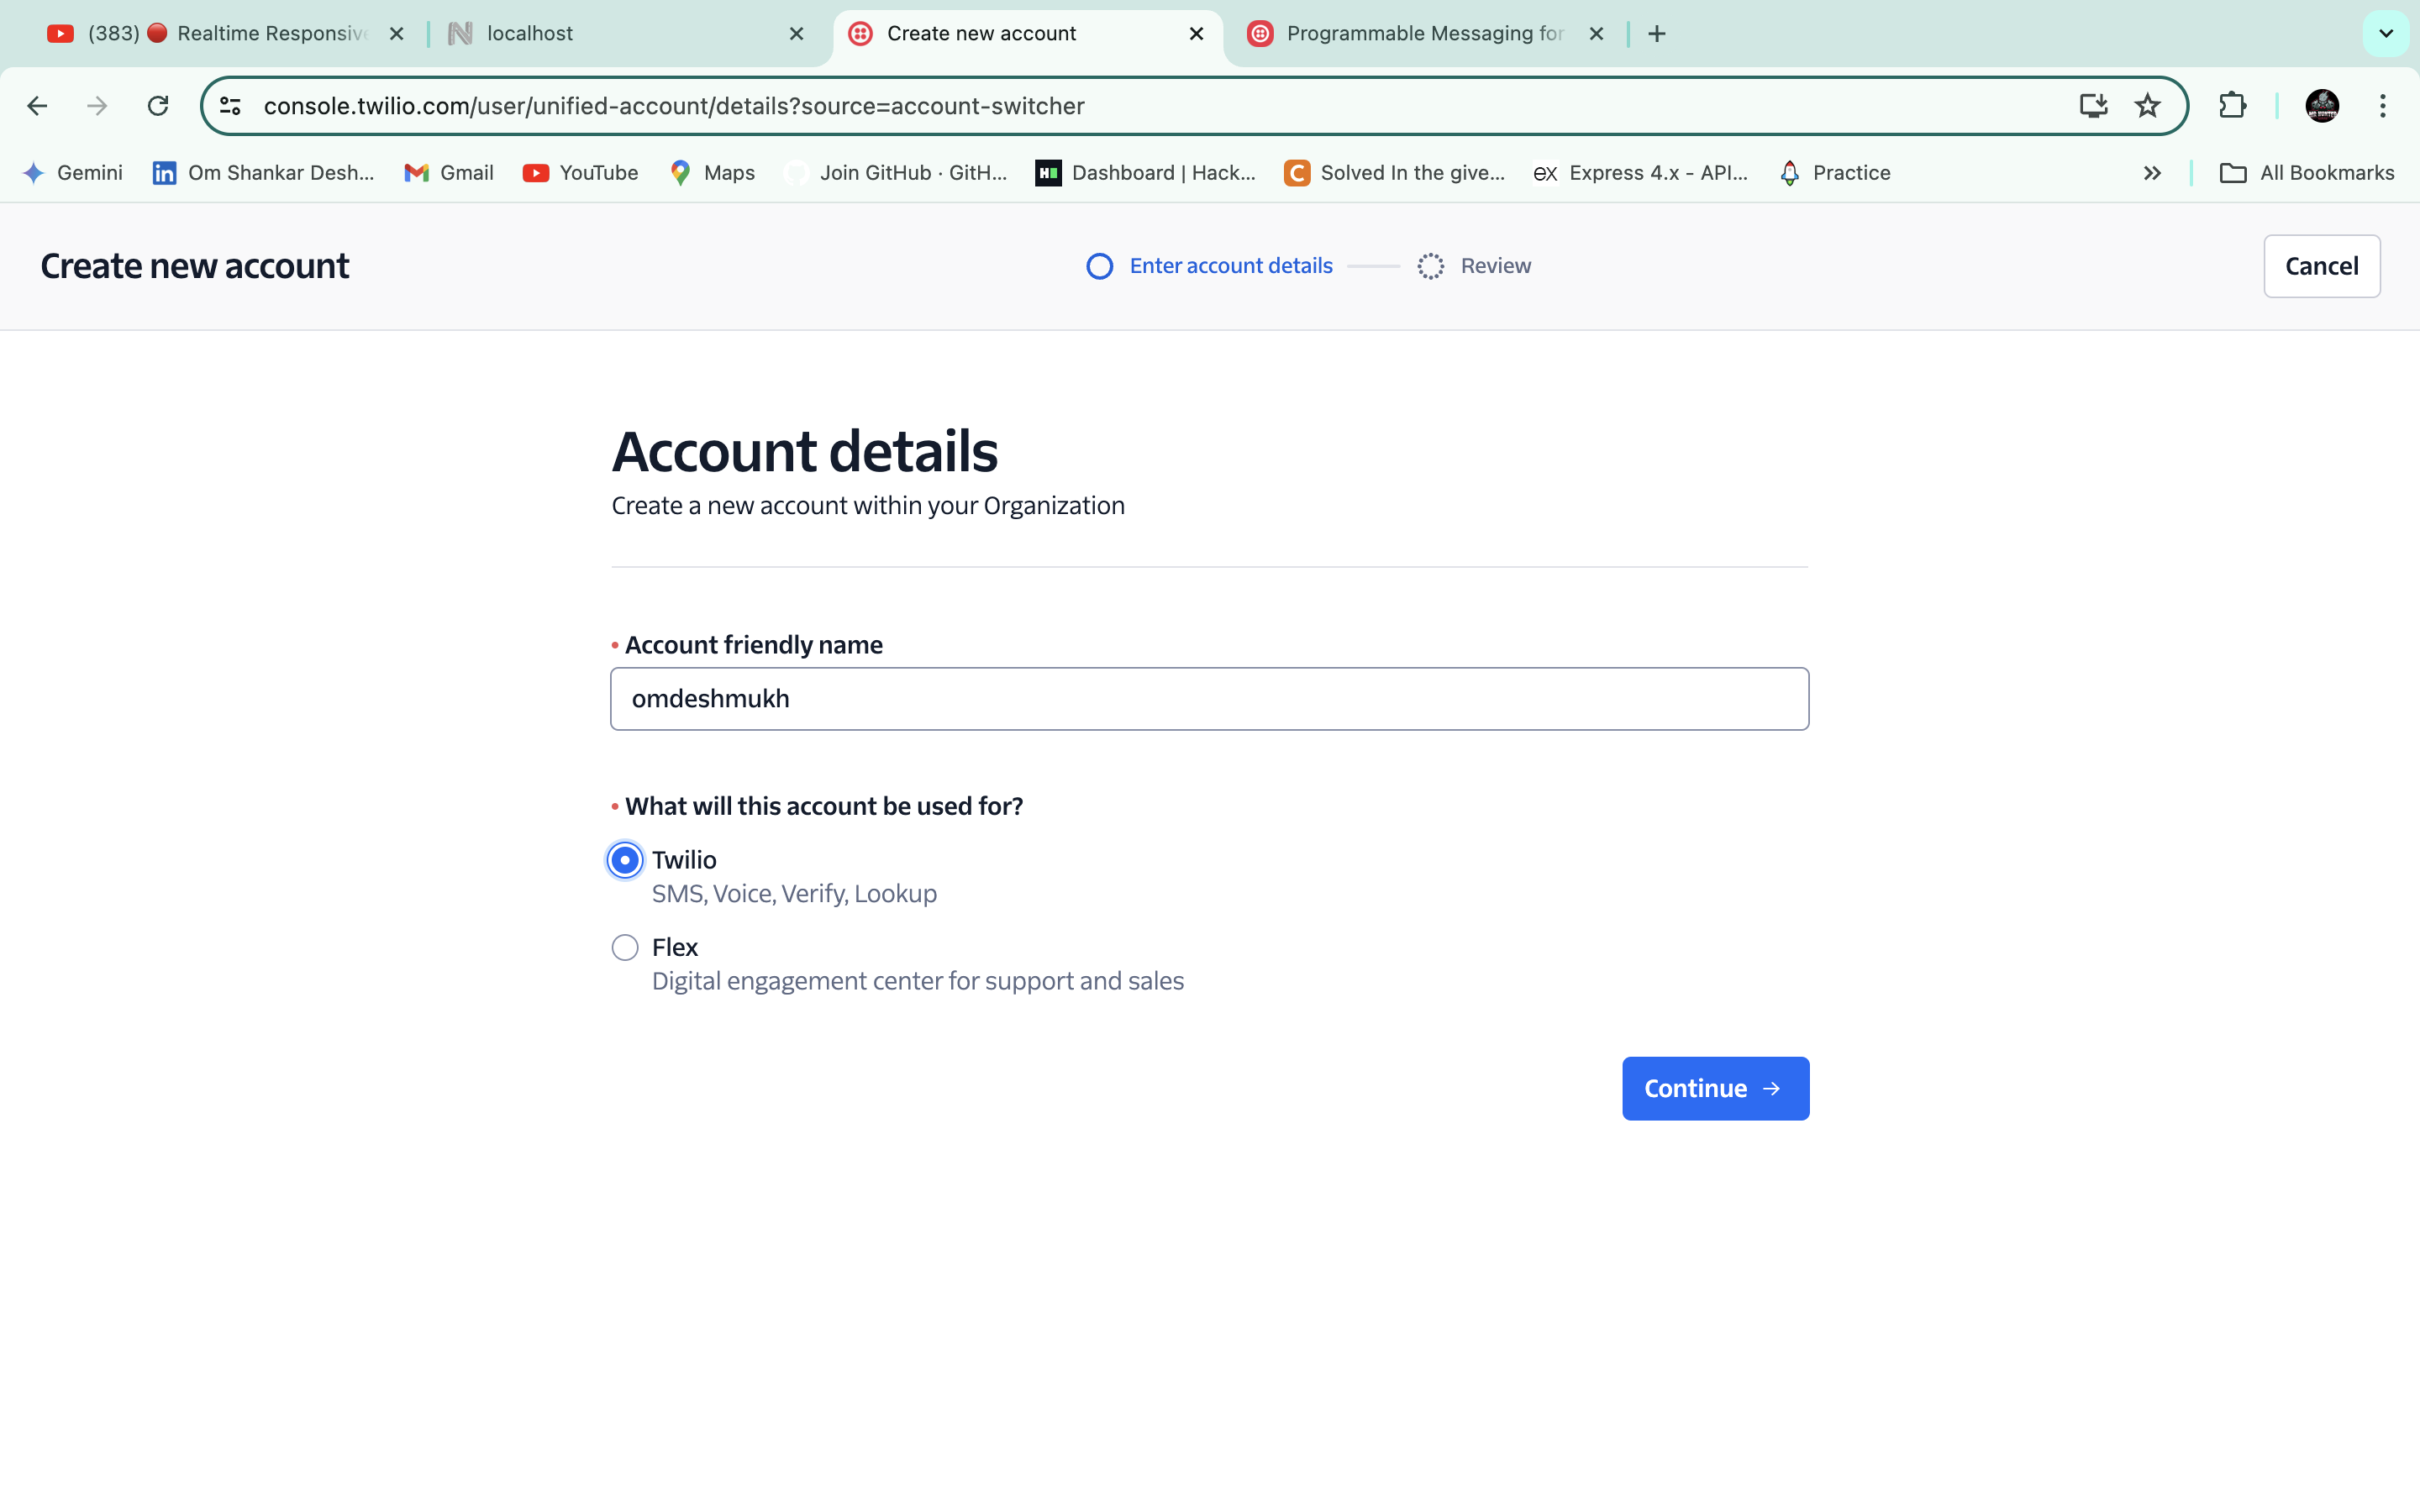 (383) Realtime Responsive
localhost
Create new account
Programmable Messaging for
console.twilio.com/user/unified-account/details?source=account-switcher
Gemini
Om Shankar Desh...
Gmail
YouTube
Maps
Join GitHub · GitH...
Dashboard | Hack...
Solved In the give...
Express 4.x - API...
Practice
All Bookmarks
Create new account
Enter account details
Review
Cancel
Account details
Create a new account within your Organization
Account friendly name
omdeshmukh
What will this account be used for?
Twilio
SMS, Voice, Verify, Lookup
Flex
Digital engagement center for support and sales
Continue →